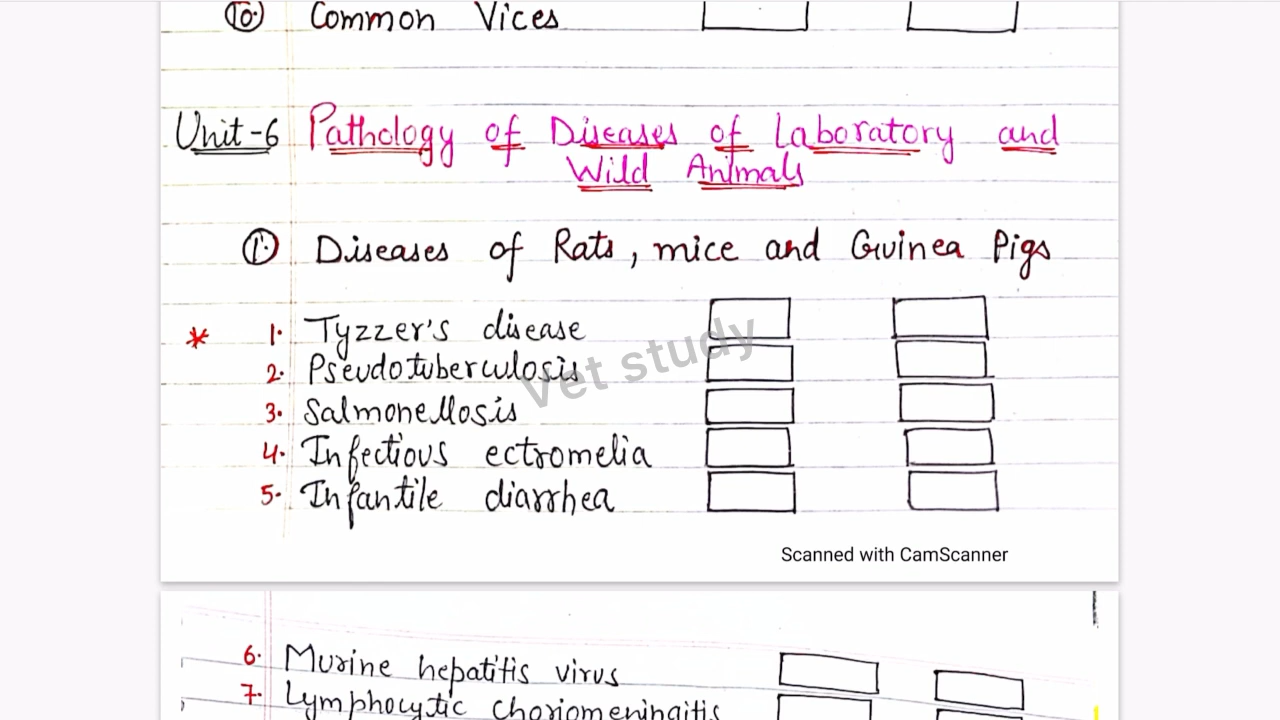 10. Common Vices
Unit-6 Pathology of Diseases of Laboratory and
Wild Animals
1. Diseases of Rats, mice and Guinea Pigs
* 1. Tyzzer's disease
2. Pseudotuberculosis
3. Salmonellosis
4. Infectious ectromelia
5. Infantile diarrhea
Vet study
Scanned with CamScanner
6. Murine hepatitis virus
7. Lymphocytic choriomeningitis